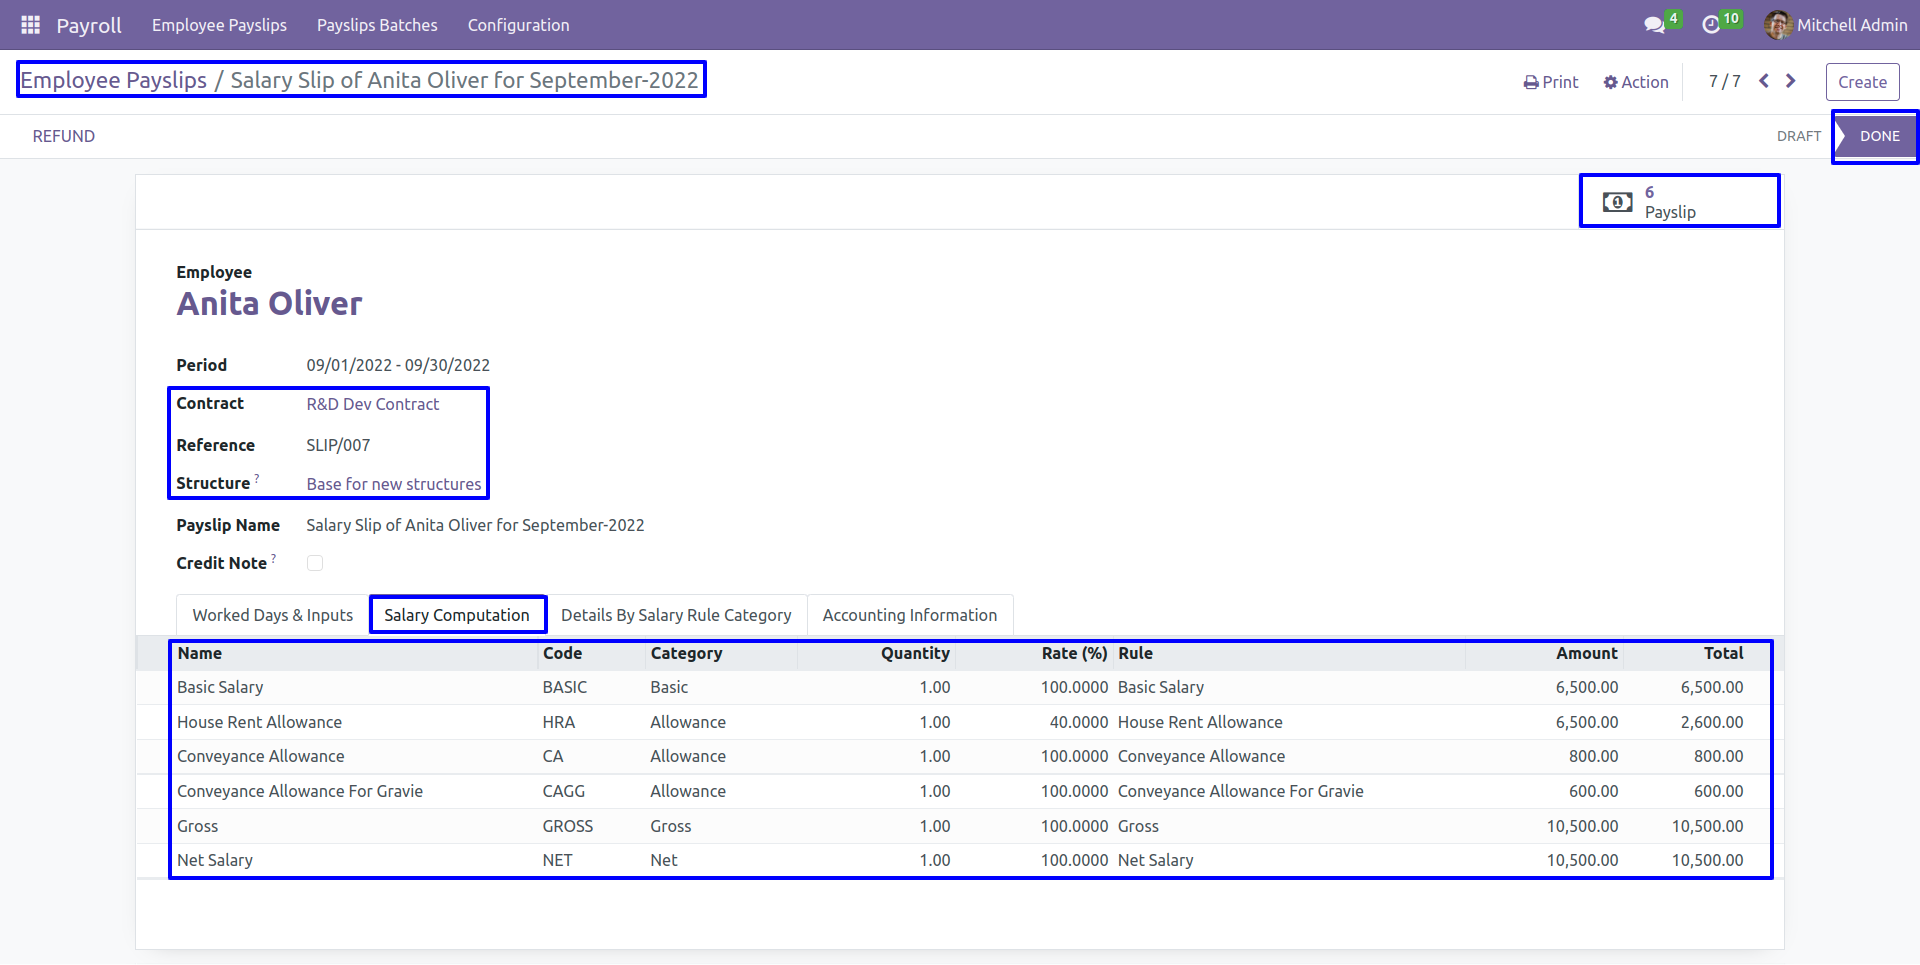 Payroll Employee Payslips Payslips Batches Configuration 4 10 Mitchell Admin
Employee Payslips / Salary Slip of Anita Oliver for September-2022 Print Action 7 / 7 Create
REFUND DRAFT DONE
6
Payslip
Employee
Anita Oliver
Period 09/01/2022 - 09/30/2022
Contract R&D Dev Contract
Reference SLIP/007
Structure ? Base for new structures
Payslip Name Salary Slip of Anita Oliver for September-2022
Credit Note ?
Worked Days & Inputs Salary Computation Details By Salary Rule Category Accounting Information
Name Code Category Quantity Rate (%) Rule Amount Total
Basic Salary BASIC Basic 1.00 100.0000 Basic Salary 6,500.00 6,500.00
House Rent Allowance HRA Allowance 1.00 40.0000 House Rent Allowance 6,500.00 2,600.00
Conveyance Allowance CA Allowance 1.00 100.0000 Conveyance Allowance 800.00 800.00
Conveyance Allowance For Gravie CAGG Allowance 1.00 100.0000 Conveyance Allowance For Gravie 600.00 600.00
Gross GROSS Gross 1.00 100.0000 Gross 10,500.00 10,500.00
Net Salary NET Net 1.00 100.0000 Net Salary 10,500.00 10,500.00